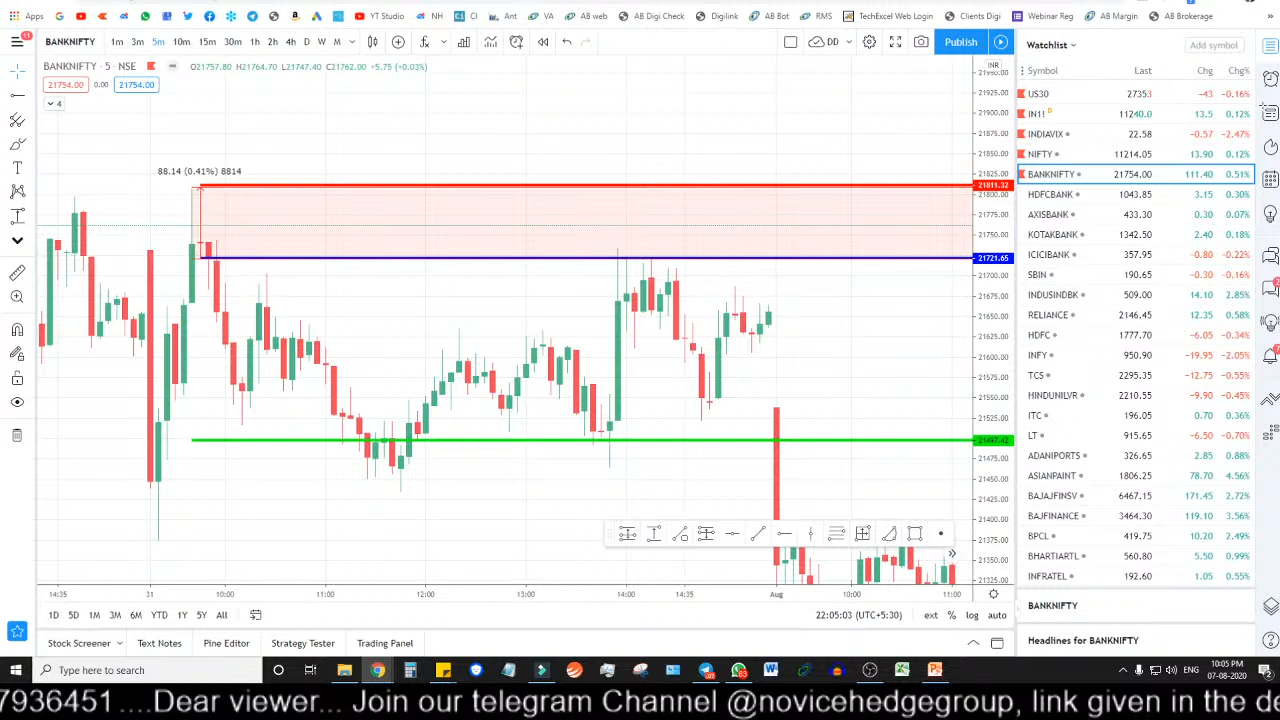 Apps G YT Studio NH CI Ant VA AB web AB Digi Check Digilink AB Bot RMS TechExcel Web Login Clients Digi Webinar Reg AB Margin AB Brokerage »
11 BANKNIFTY 1m 3m 5m 10m 15m 30m 1h 2h 4h D W M DD Publish Watchlist Add symbol
BANKNIFTY · 5 · NSE O21757.80 H21764.70 L21747.40 C21762.00 +5.75 (+0.03%) INR
21754.00 0.00 21754.00
4
88.14 (0.41%) 8814
21950.00
21925.00
21900.00
21875.00
21850.00
21825.00
21811.32
21800.00
21775.00
21750.00
21721.65
21700.00
21675.00
21650.00
21625.00
21600.00
21575.00
21550.00
21525.00
21497.42
21475.00
21450.00
21425.00
21400.00
21375.00
21350.00
21325.00
14:35 31 10:00 11:00 12:00 13:00 14:00 14:35 Aug 10:00 11:00
1D 5D 1M 3M 6M YTD 1Y 5Y All 22:05:03 (UTC+5:30) ext % log auto
Stock Screener Text Notes Pine Editor Strategy Tester Trading Panel
Symbol Last Chg Chg%
US30 27353 −43 −0.16%
IN1! D 11240.0 13.5 0.12%
INDIAVIX 22.58 −0.57 −2.47%
NIFTY 11214.05 13.90 0.12%
BANKNIFTY 21754.00 111.40 0.51%
HDFCBANK 1043.85 3.15 0.30%
AXISBANK 433.30 0.30 0.07%
KOTAKBANK 1342.50 2.40 0.18%
ICICIBANK 357.95 −0.80 −0.22%
SBIN 190.65 −0.30 −0.16%
INDUSINDBK 509.00 14.10 2.85%
RELIANCE 2146.45 12.35 0.58%
HDFC 1777.70 −6.05 −0.34%
INFY 950.90 −19.95 −2.05%
TCS 2295.35 −12.75 −0.55%
HINDUNILVR 2210.55 −9.90 −0.45%
ITC 196.05 0.70 0.36%
LT 915.65 −6.50 −0.70%
ADANIPORTS 326.65 2.85 0.88%
ASIANPAINT 1806.25 78.70 4.56%
BAJAJFINSV 6467.15 171.45 2.72%
BAJFINANCE 3464.30 119.10 3.56%
BPCL 419.75 10.20 2.49%
BHARTIARTL 560.80 5.50 0.99%
INFRATEL 192.60 1.05 0.55%
BANKNIFTY
Headlines for BANKNIFTY
Type here to search ENG 10:05 PM
07-08-2020
7936451 ....Dear viewer... Join our telegram Channel @novicehedgegroup, link given in the de